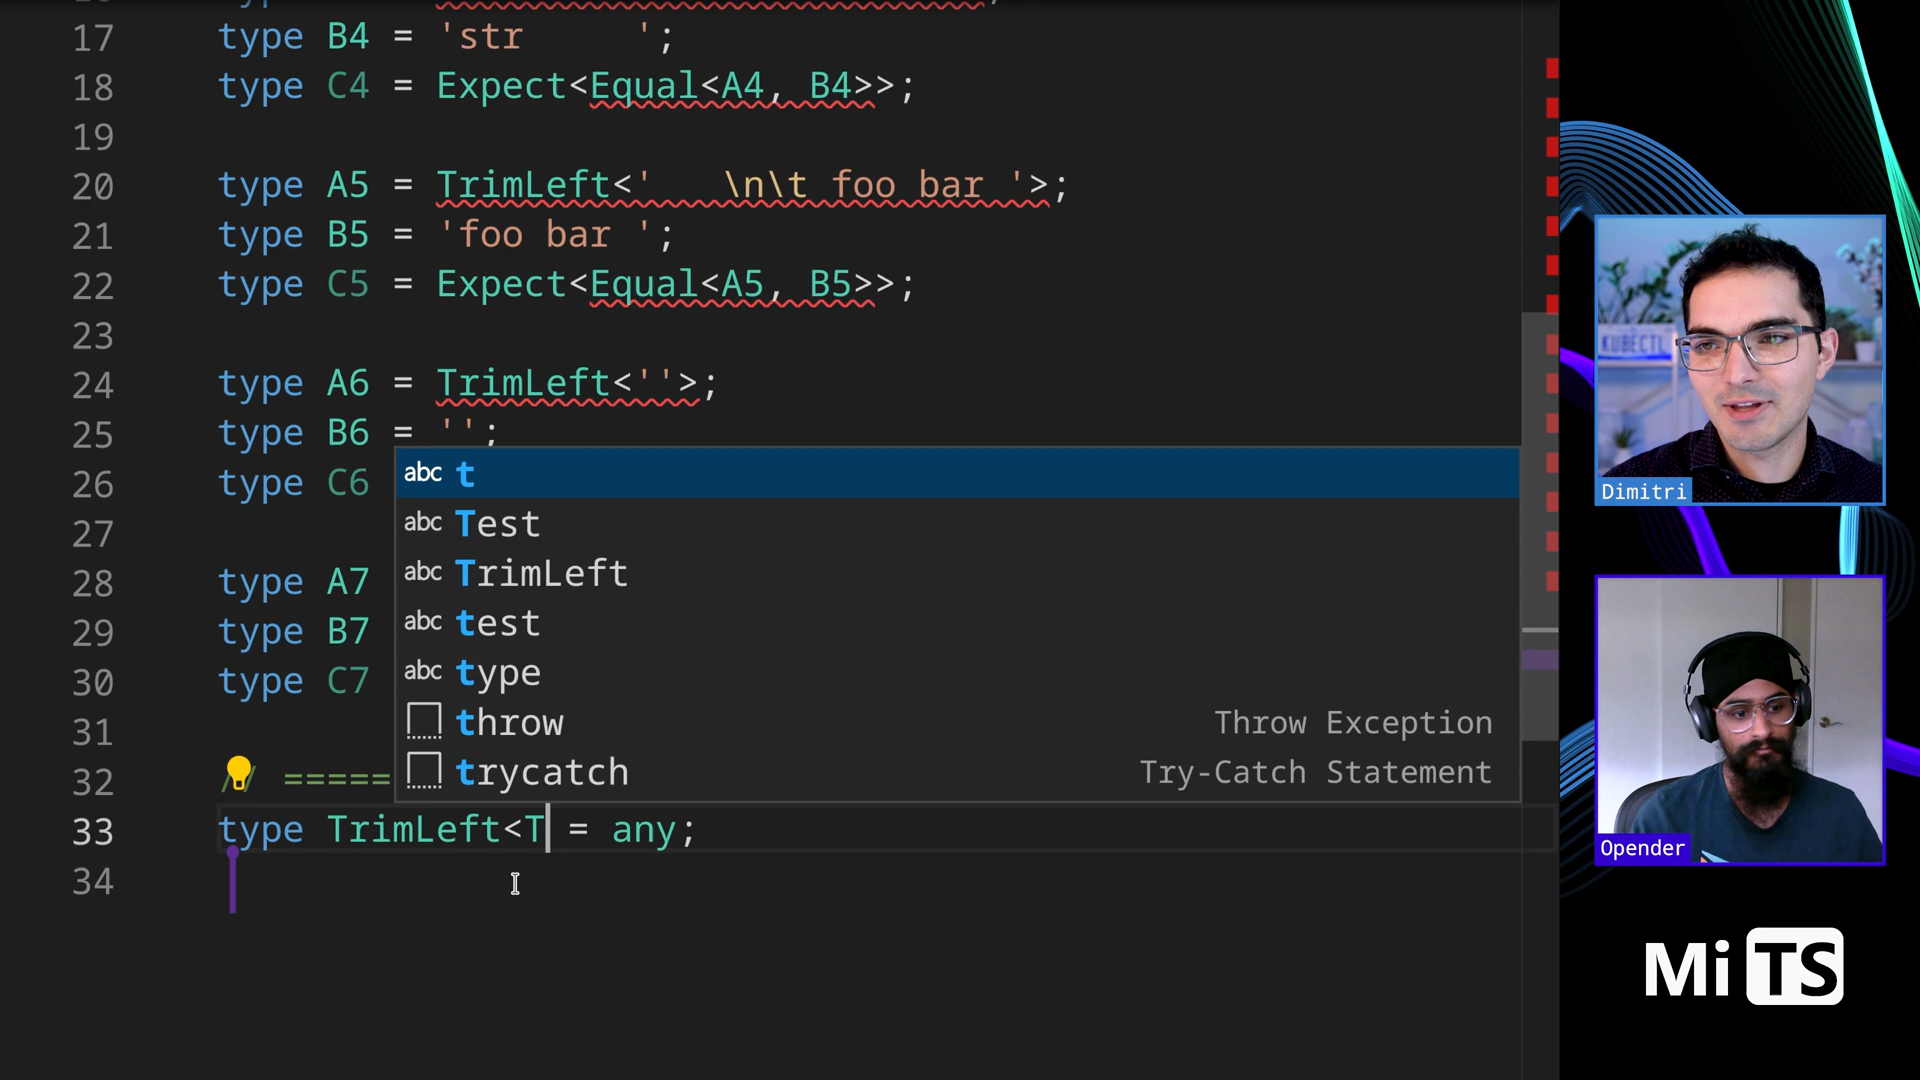 17 type B4 = 'str     ';
18 type C4 = Expect<Equal<A4, B4>>;
19
20 type A5 = TrimLeft<'   \n\t foo bar '>;
21 type B5 = 'foo bar ';
22 type C5 = Expect<Equal<A5, B5>>;
23
24 type A6 = TrimLeft<''>;
25 type B6 = '';
26 type C6
27
28 type A7
29 type B7
30 type C7
31
32 // =====
33 type TrimLeft<T = any;
34
abc t
abc Test
abc TrimLeft
abc test
abc type
throw Throw Exception
trycatch Try-Catch Statement
KUBECTL
Dimitri
Opender
MiTS